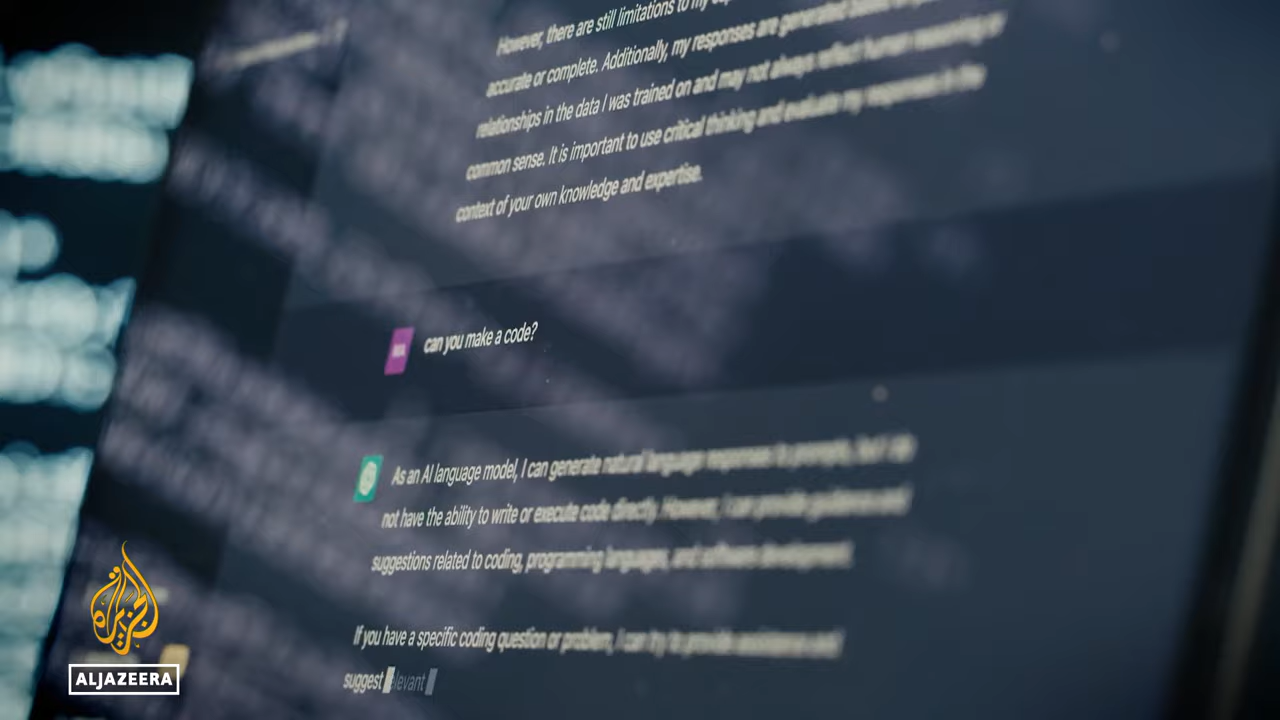 However, there are still limitations to my
accurate or complete. Additionally, my responses are generated based
relationships in the data I was trained on and may not always reflect human reasoning or
common sense. It is important to use critical thinking and evaluate my responses in the
context of your own knowledge and expertise.
can you make a code?
As an AI language model, I can generate natural language responses to prompts, but I do
not have the ability to write or execute code directly. However, I can provide guidance and
suggestions related to coding, programming languages, and software development.
If you have a specific coding question or problem, I can try to provide assistance and
suggest elevant
الجزيرة
ALJAZEERA